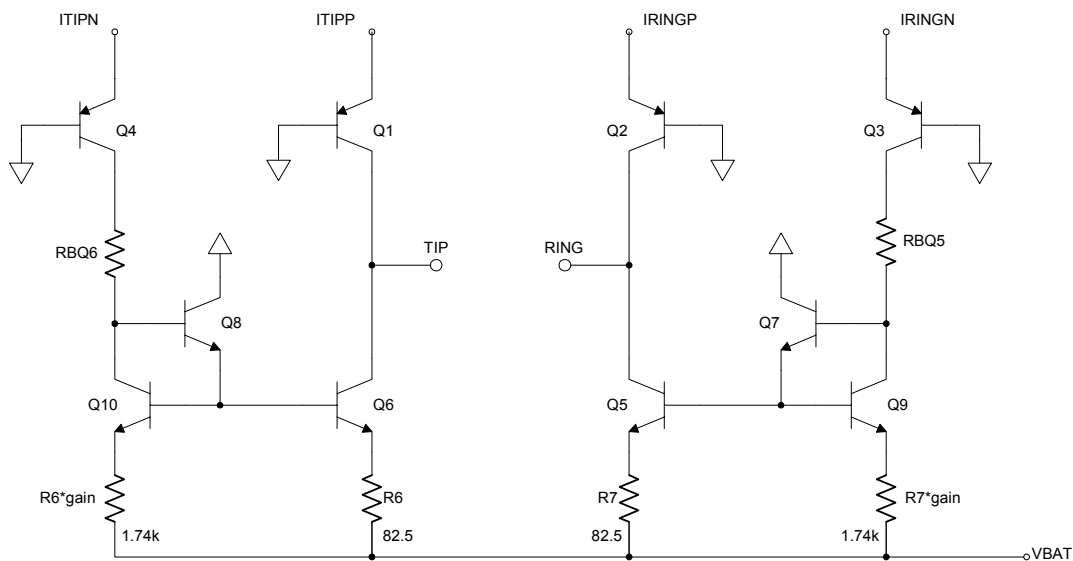 ITIPN
ITIPP
IRINGP
IRINGN
Q4
Q1
Q2
Q3
RBQ6
TIP
RING
RBQ5
Q8
Q7
Q10
Q6
Q5
Q9
R6*gain
R6
R7
R7*gain
1.74k
82.5
82.5
1.74k
VBAT